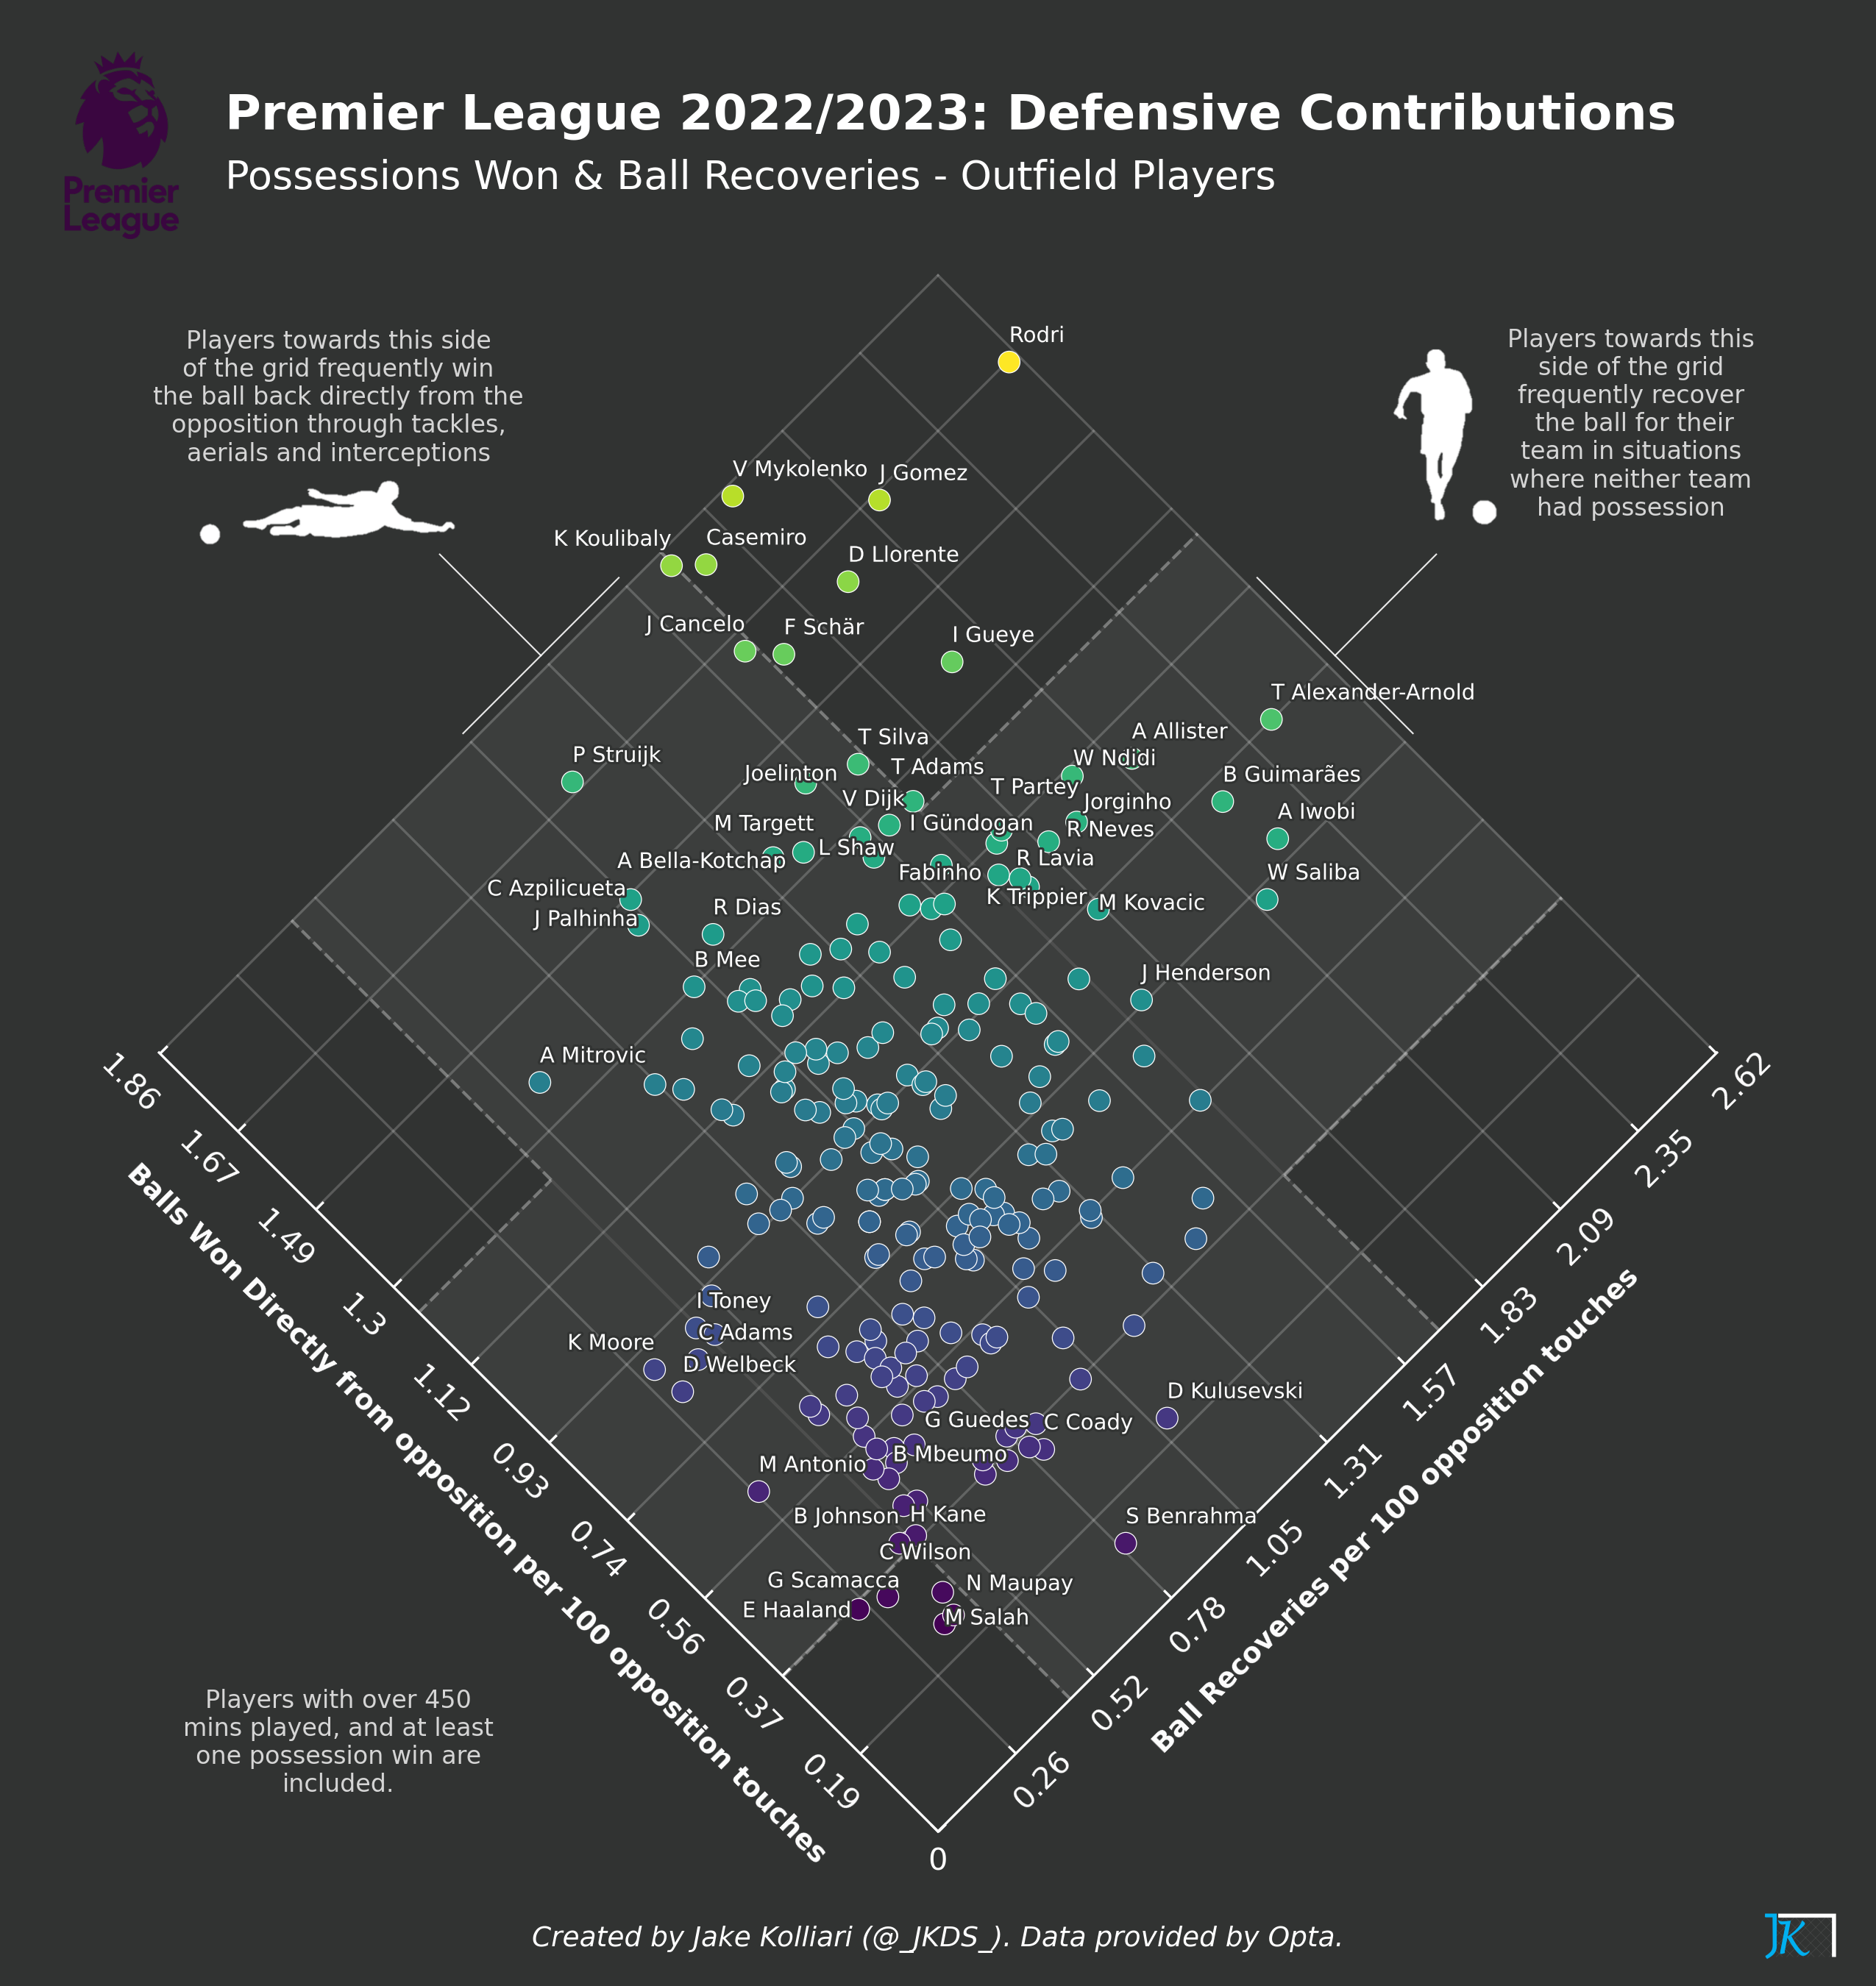 Premier
League
Premier League 2022/2023: Defensive Contributions
Possessions Won & Ball Recoveries - Outfield Players
Players towards this side
of the grid frequently win
the ball back directly from the
opposition through tackles,
aerials and interceptions
Players towards this
side of the grid
frequently recover
the ball for their
team in situations
where neither team
had possession
Rodri
V Mykolenko
J Gomez
K Koulibaly
Casemiro
D Llorente
J Cancelo
F Schär
I Gueye
T Alexander-Arnold
A Allister
T Silva
P Struijk
W Ndidi
T Adams
Joelinton
B Guimarães
T Partey
V Dijk
Jorginho
A Iwobi
M Targett
I Gündogan
R Neves
L Shaw
A Bella-Kotchap
R Lavia
Fabinho
W Saliba
C Azpilicueta
K Trippier
M Kovacic
R Dias
J Palhinha
B Mee
J Henderson
A Mitrovic
I Toney
C Adams
K Moore
D Welbeck
D Kulusevski
G Guedes
C Coady
B Mbeumo
M Antonio
B Johnson
H Kane
S Benrahma
C Wilson
G Scamacca
N Maupay
E Haaland
M Salah
1.86
1.67
1.49
1.3
1.12
0.93
0.74
0.56
0.37
0.19
0
0.26
0.52
0.78
1.05
1.31
1.57
1.83
2.09
2.35
2.62
Balls Won Directly from opposition per 100 opposition touches
Ball Recoveries per 100 opposition touches
Players with over 450
mins played, and at least
one possession win are
included.
Created by Jake Kolliari (@_JKDS_). Data provided by Opta.
JK